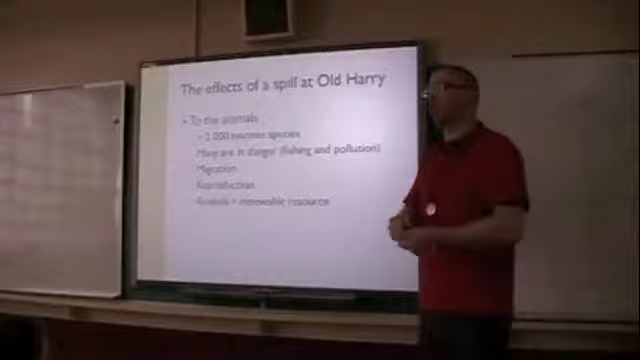 The effects of a spill at Old Harry
• To the animals
• 2,000 marine species
Many are in danger (fishing and pollution)
Migration
Reproduction
Animals = renewable resource